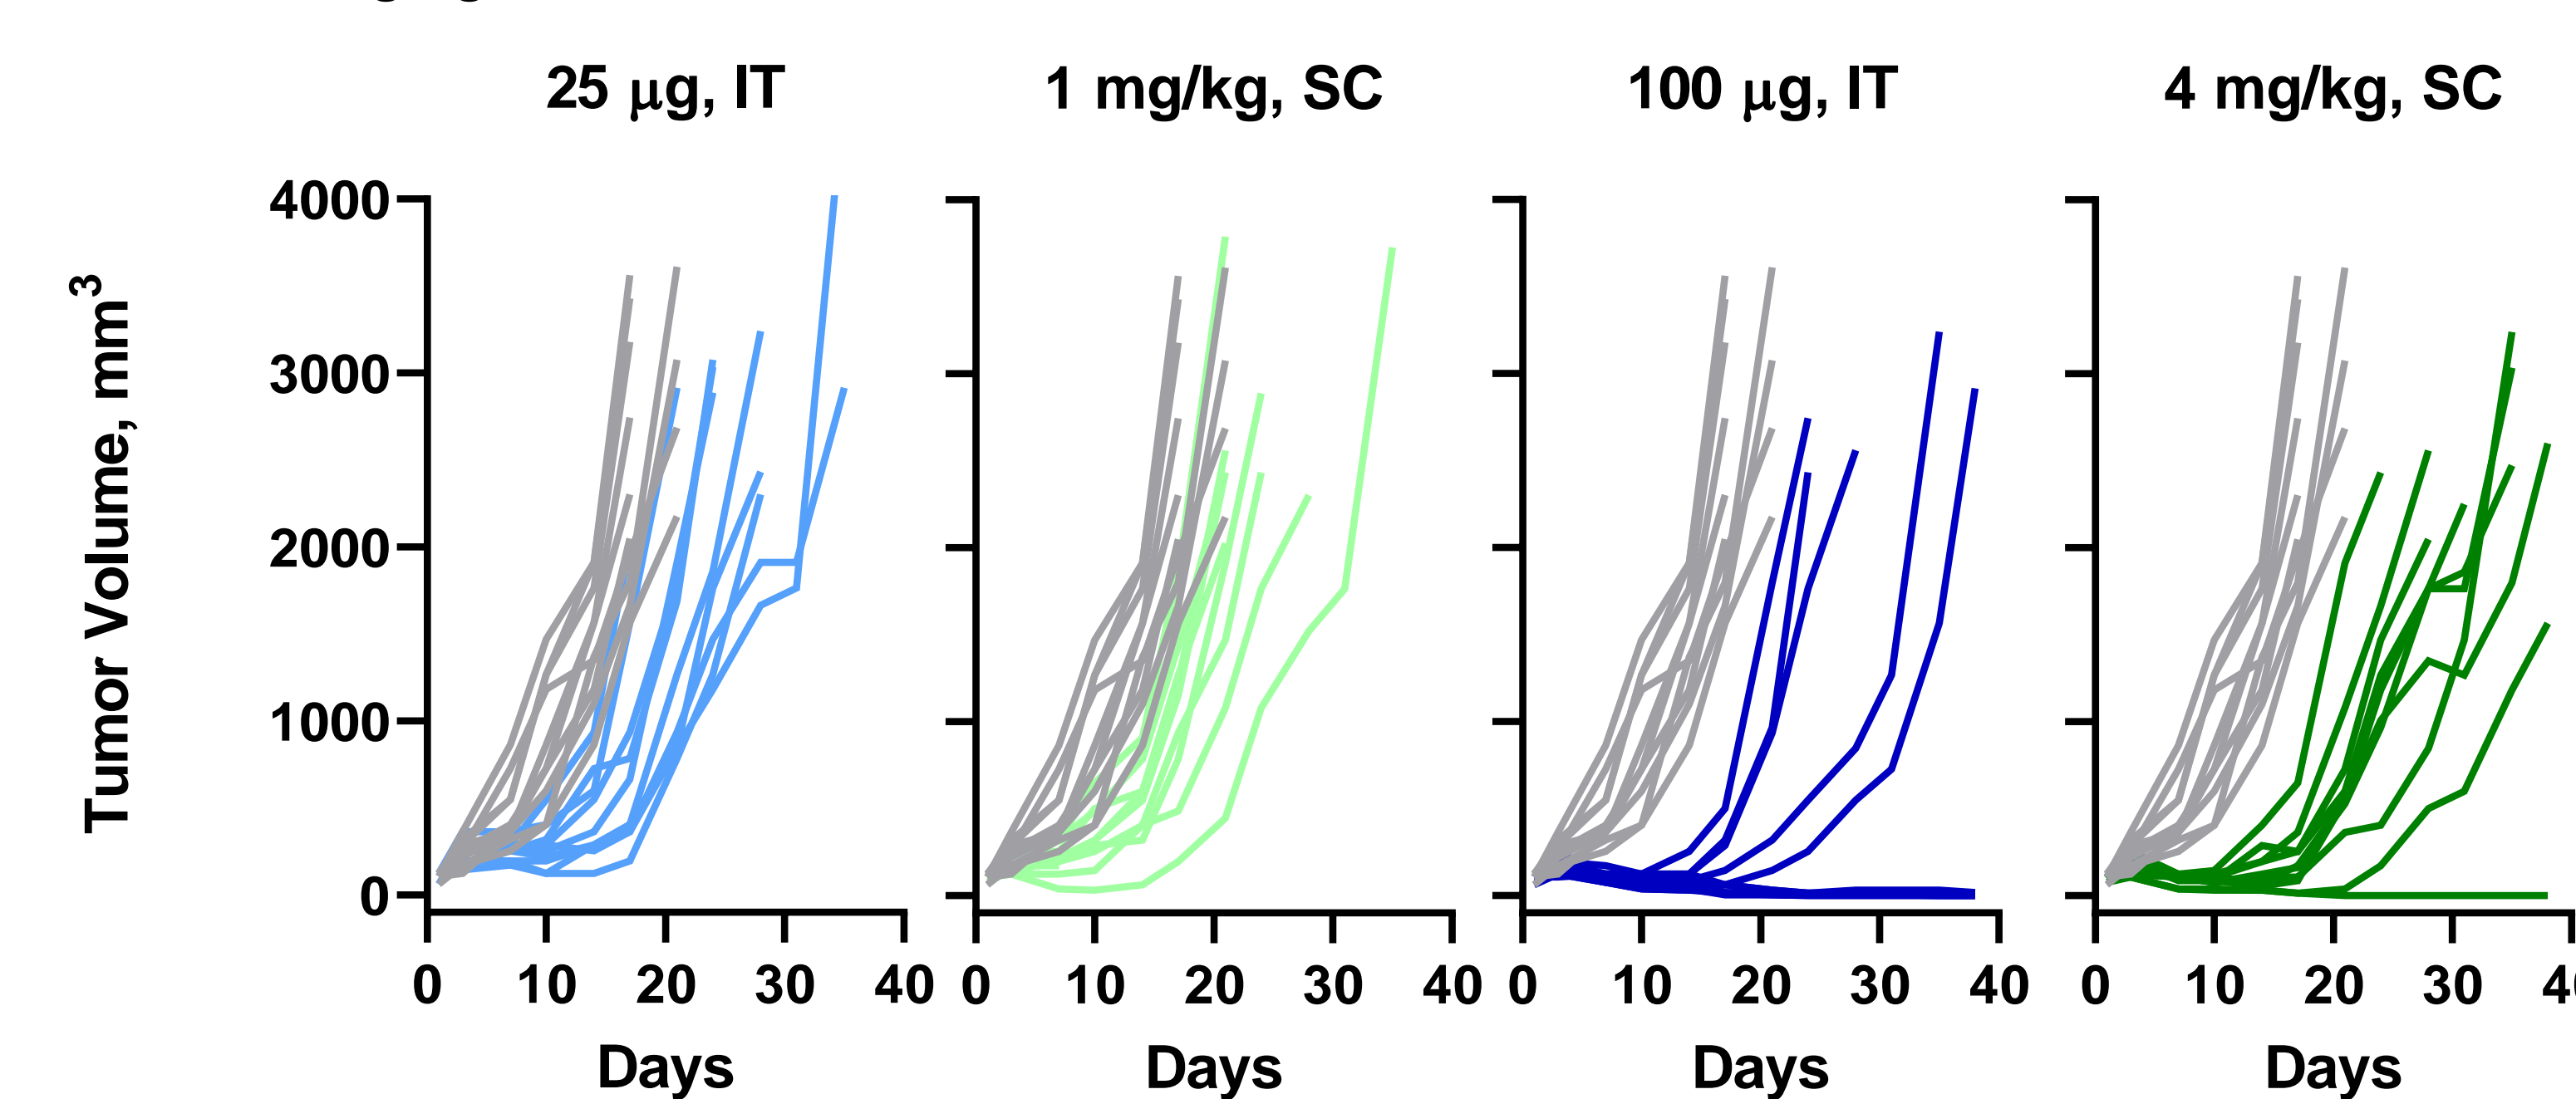 25 μg, IT
1 mg/kg, SC
100 μg, IT
4 mg/kg, SC
Tumor Volume, mm³
4000
3000
2000
1000
0
0 10 20 30 40
0 10 20 30 40
0 10 20 30 40
0 10 20 30
Days
Days
Days
Days